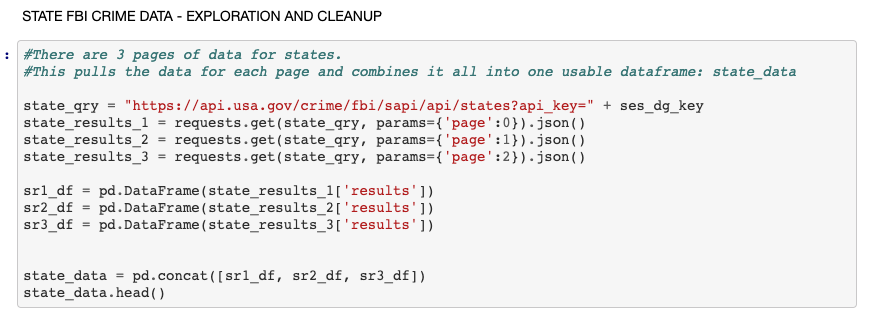 STATE FBI CRIME DATA - EXPLORATION AND CLEANUP
:
#There are 3 pages of data for states.
#This pulls the data for each page and combines it all into one usable dataframe: state_data
state_qry = "https://api.usa.gov/crime/fbi/sapi/api/states?api_key=" + ses_dg_key
state_results_1 = requests.get(state_qry, params={'page':0}).json()
state_results_2 = requests.get(state_qry, params={'page':1}).json()
state_results_3 = requests.get(state_qry, params={'page':2}).json()
sr1_df = pd.DataFrame(state_results_1['results'])
sr2_df = pd.DataFrame(state_results_2['results'])
sr3_df = pd.DataFrame(state_results_3['results'])
state_data = pd.concat([sr1_df, sr2_df, sr3_df])
state_data.head()